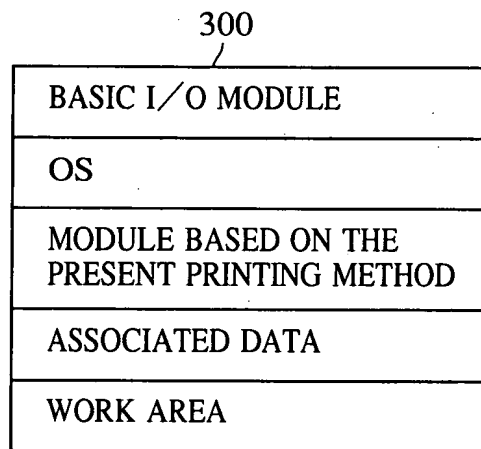 300
BASIC I/O MODULE
OS
MODULE BASED ON THE
PRESENT PRINTING METHOD
ASSOCIATED DATA
WORK AREA